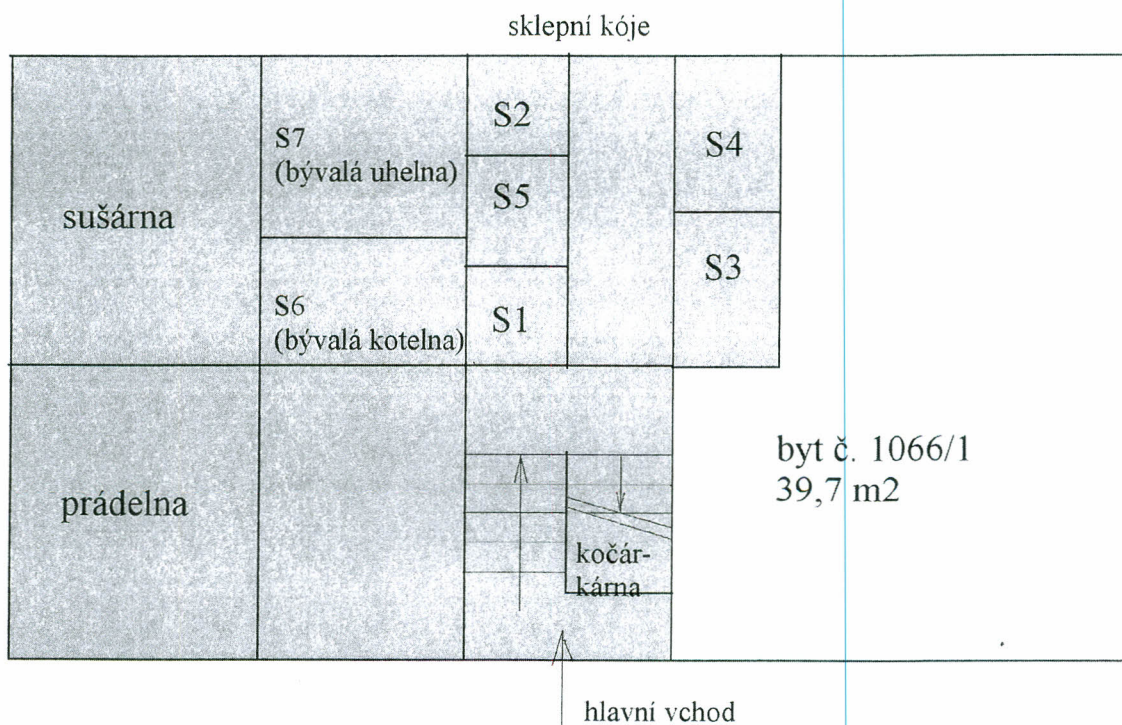 sklepní kóje
S7
(bývalá uhelna)
S2
S4
S5
sušárna
S3
S6
(bývalá kotelna)
S1
byt č. 1066/1
39,7 m2
prádelna
kočár-
kárna
hlavní vchod